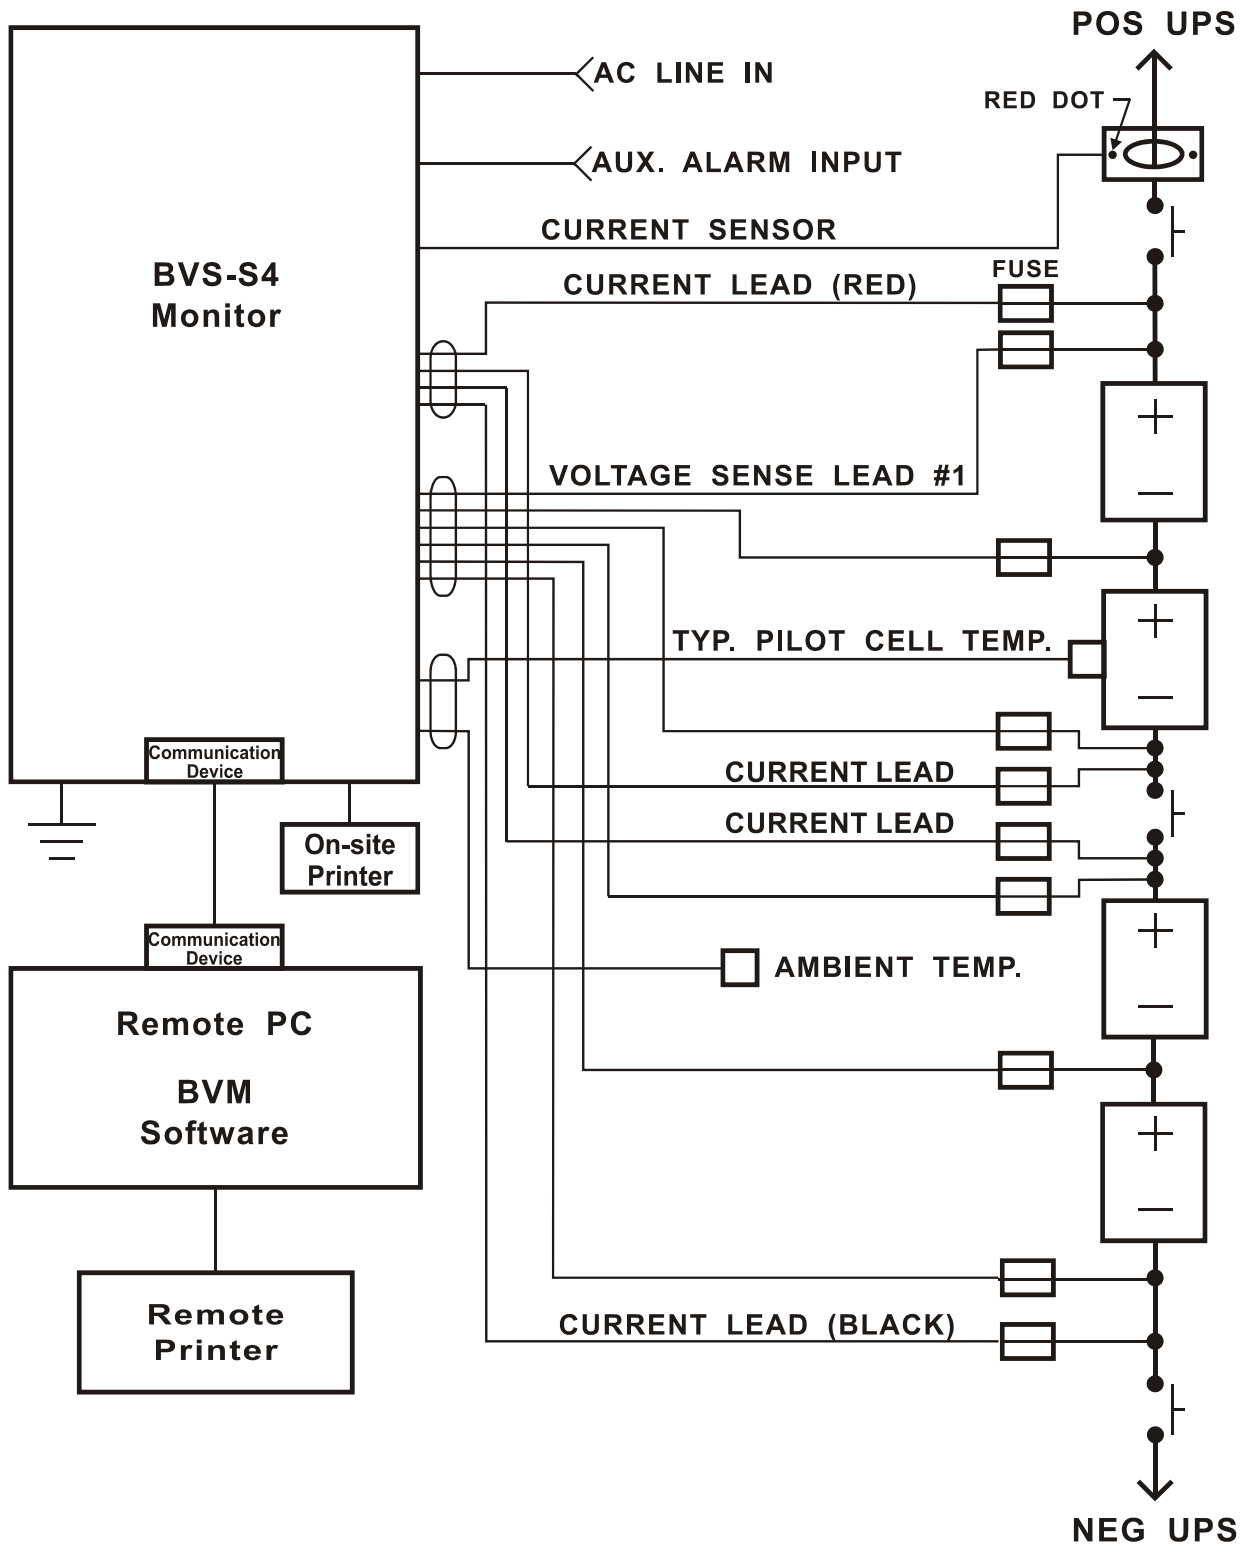 POS UPS
AC LINE IN
RED DOT
AUX. ALARM INPUT
CURRENT SENSOR
BVS-S4
Monitor
FUSE
CURRENT LEAD (RED)
+
−
VOLTAGE SENSE LEAD #1
+
−
TYP. PILOT CELL TEMP.
Communication
Device
CURRENT LEAD
CURRENT LEAD
On-site
Printer
+
−
Communication
Device
AMBIENT TEMP.
Remote PC
BVM
Software
+
−
Remote
Printer
CURRENT LEAD (BLACK)
NEG UPS